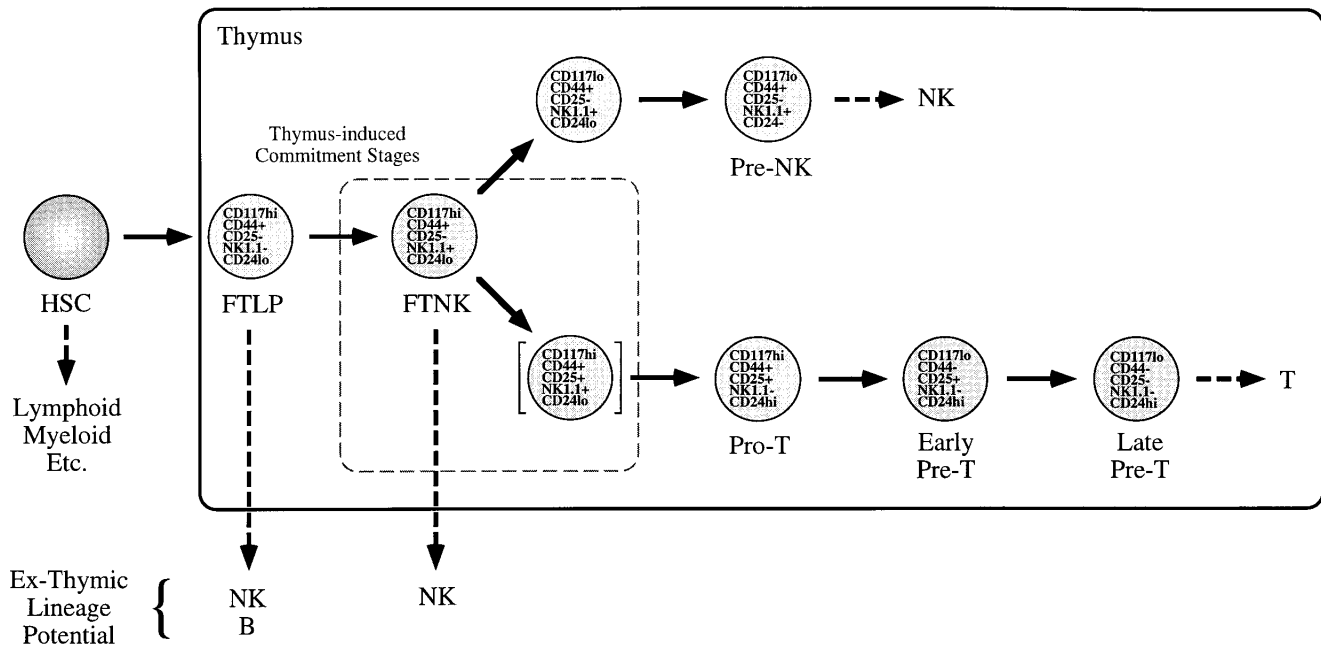 Thymus
CD117lo
CD44+
CD25-
NK1.1+
CD24lo
CD117lo
CD44+
CD25-
NK1.1+
CD24-
NK
Pre-NK
Thymus-induced
Commitment Stages
HSC
CD117hi
CD44+
CD25-
NK1.1-
CD24lo
FTLP
CD117hi
CD44+
CD25-
NK1.1+
CD24lo
FTNK
Lymphoid
Myeloid
Etc.
CD117hi
CD44+
CD25+
NK1.1+
CD24lo
CD117hi
CD44+
CD25+
NK1.1-
CD24hi
Pro-T
CD117lo
CD44-
CD25+
NK1.1-
CD24hi
Early
Pre-T
CD117lo
CD44-
CD25-
NK1.1-
CD24hi
Late
Pre-T
T
Ex-Thymic
Lineage
Potential
NK
B
NK